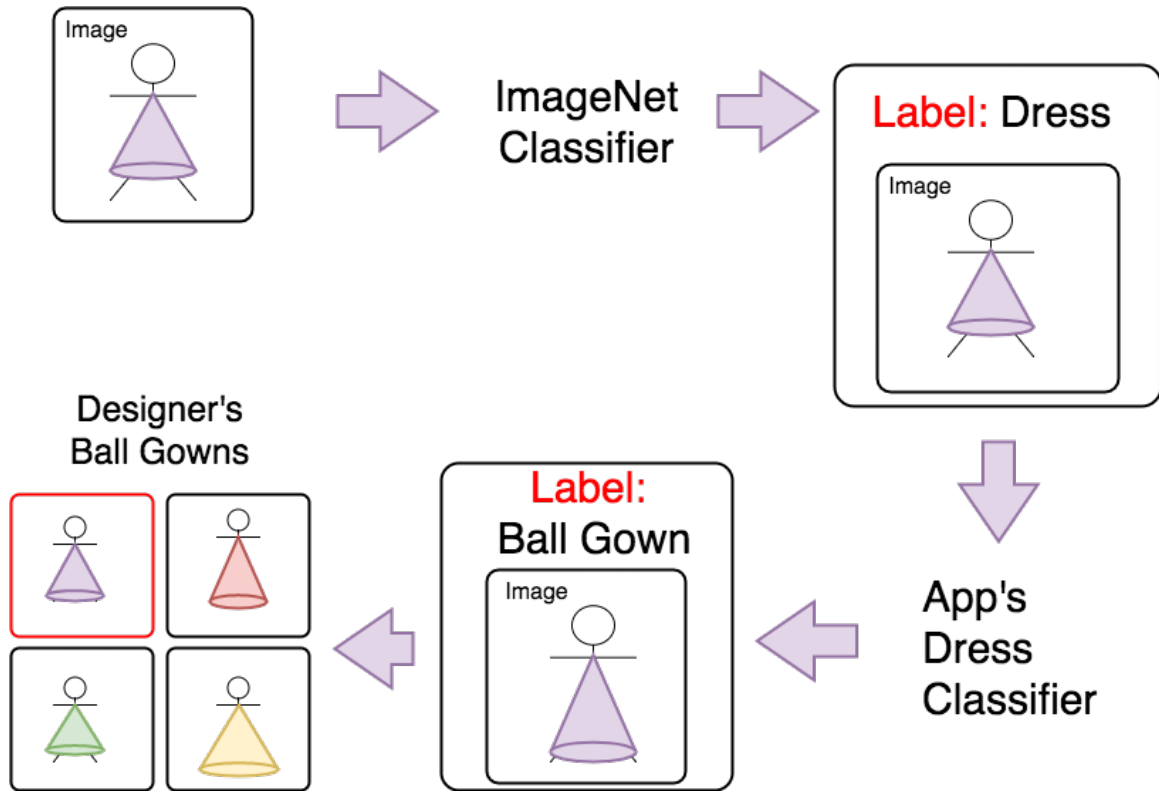 Image
ImageNet
Classifier
Label: Dress
Image
App's
Dress
Classifier
Label:
Ball Gown
Image
Designer's
Ball Gowns